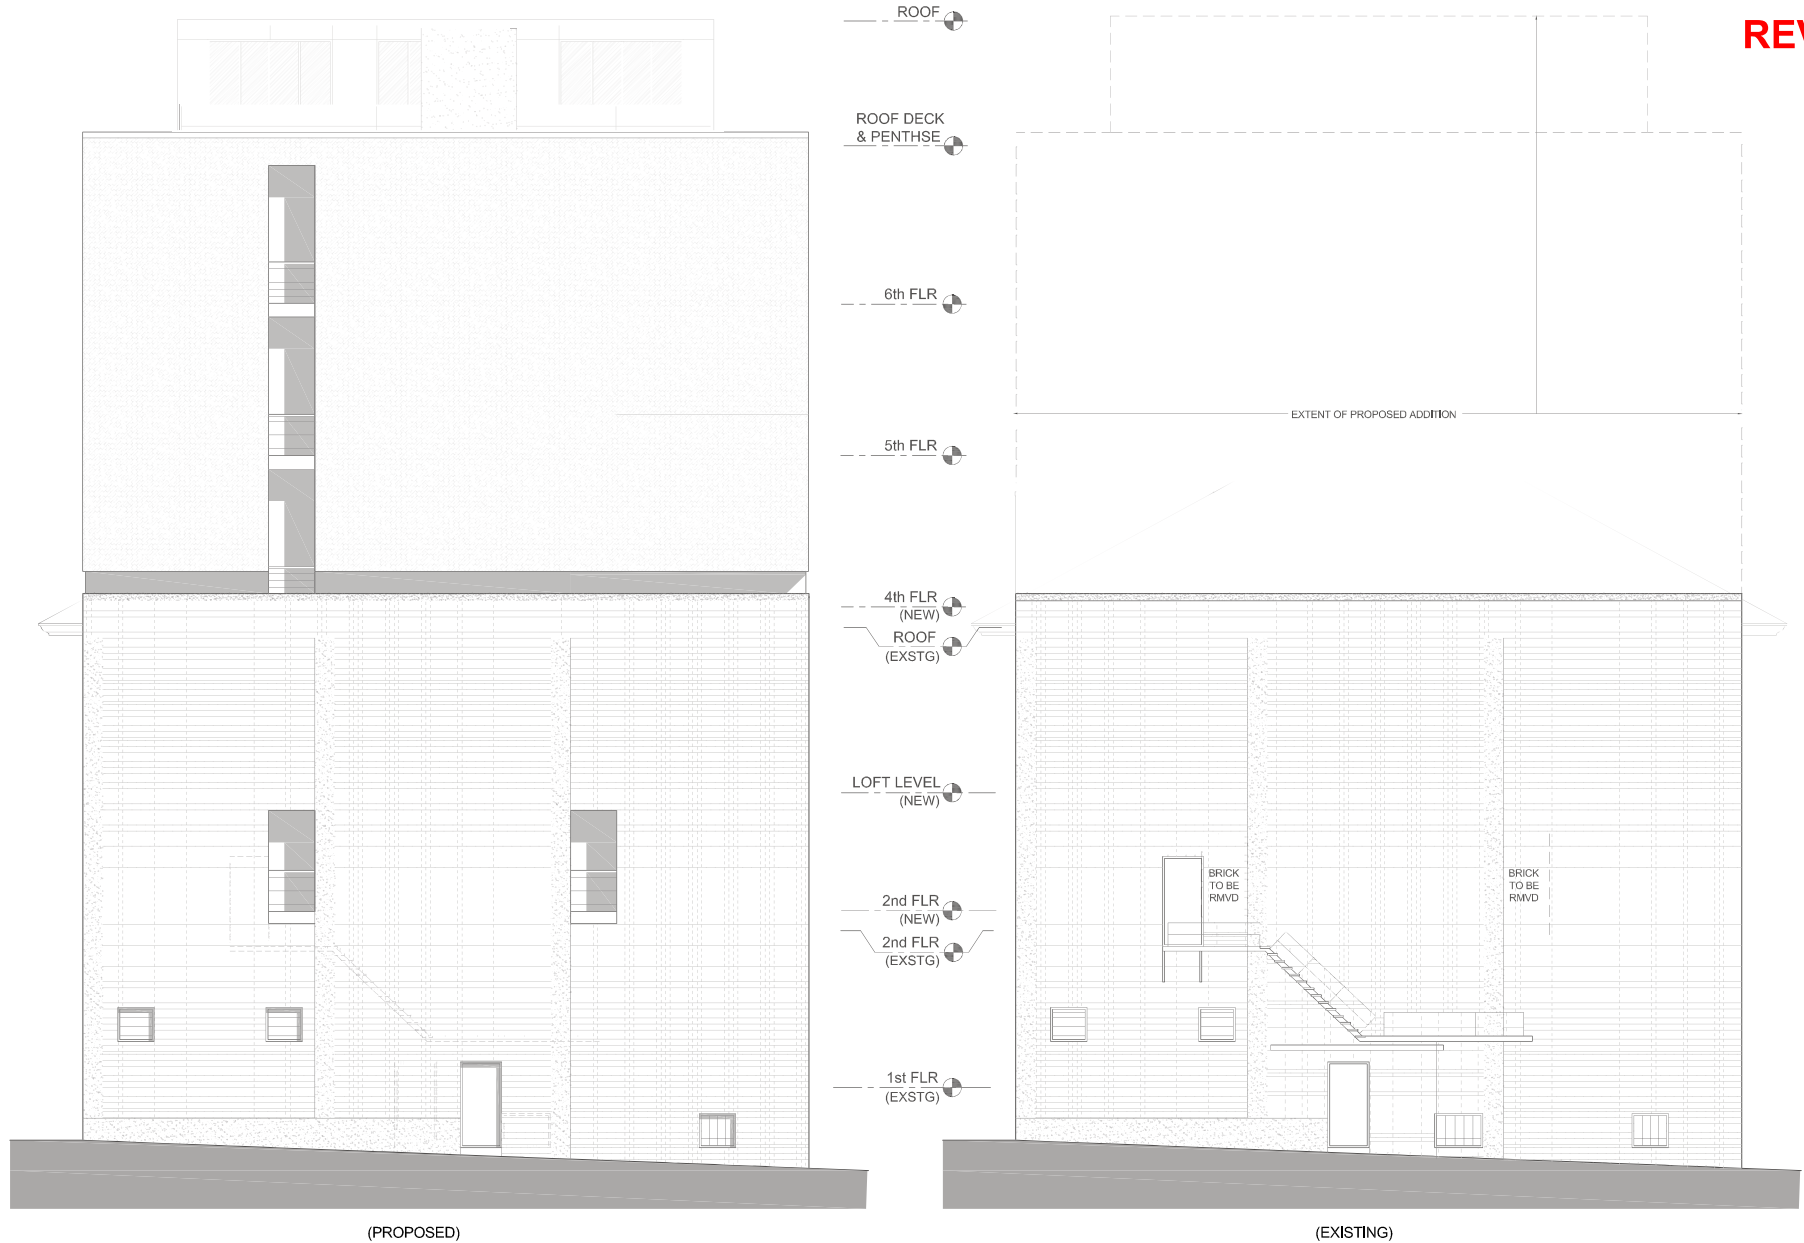 ROOF
REV
ROOF DECK
& PENTHSE
6th FLR
EXTENT OF PROPOSED ADDITION
5th FLR
4th FLR
(NEW)
ROOF
(EXSTG)
LOFT LEVEL
(NEW)
BRICK
TO BE
RMVD
BRICK
TO BE
RMVD
2nd FLR
(NEW)
2nd FLR
(EXSTG)
1st FLR
(EXSTG)
(PROPOSED)
(EXISTING)